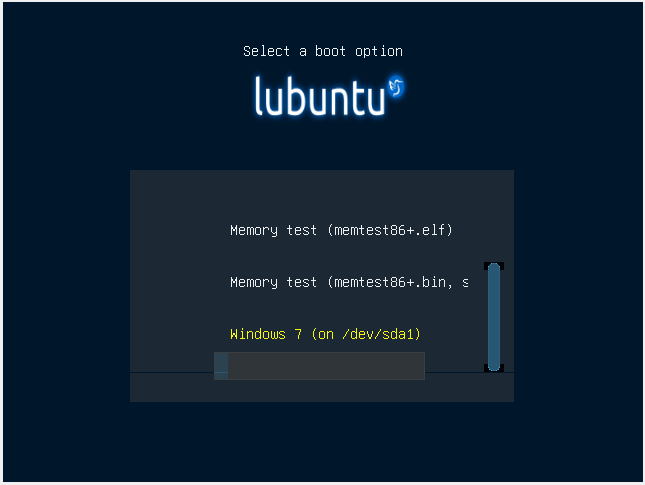 Select a boot option
lubuntu
Memory test (memtest86+.elf)
Memory test (memtest86+.bin, s
Windows 7 (on /dev/sda1)